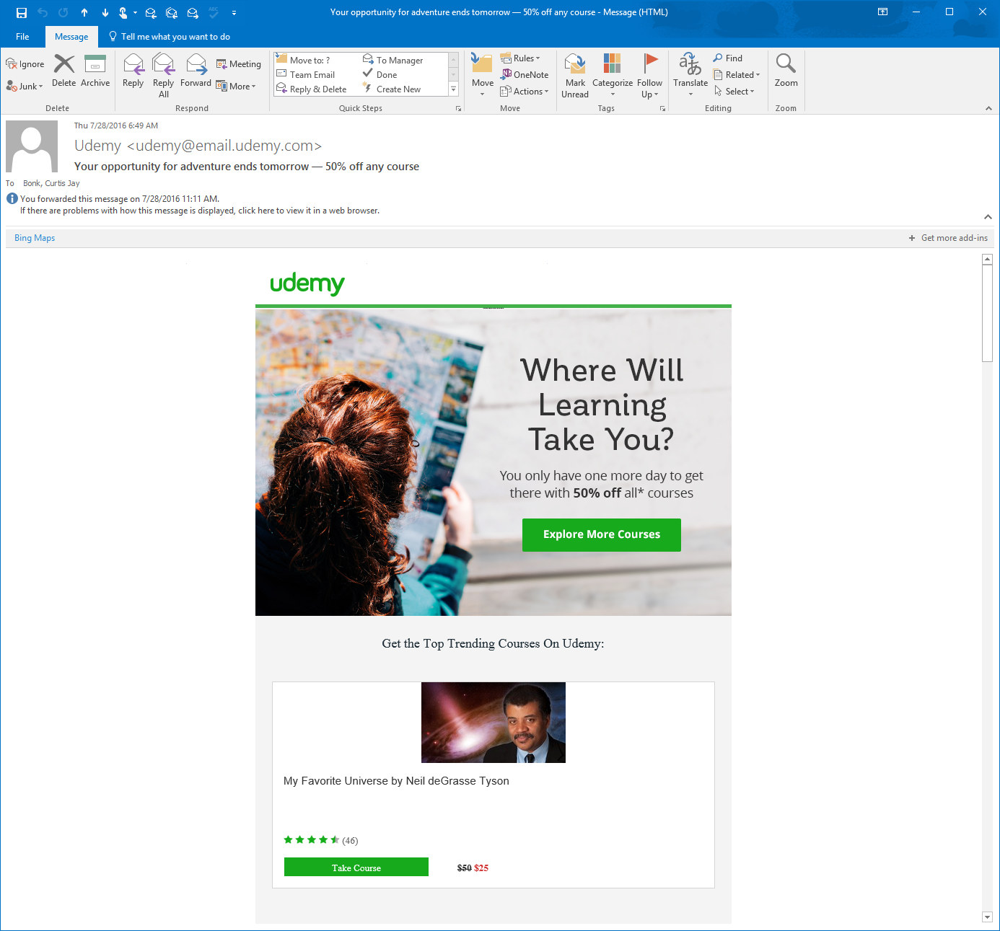 Your opportunity for adventure ends tomorrow — 50% off any course - Message (HTML)
File
Message
Tell me what you want to do
Ignore
Junk
Delete
Archive
Delete
Reply
Reply All
Forward
Meeting
More
Respond
Move to: ?
Team Email
Reply & Delete
To Manager
Done
Create New
Quick Steps
Move
Rules
OneNote
Actions
Move
Mark Unread
Categorize
Follow Up
Tags
Translate
Find
Related
Select
Editing
Zoom
Zoom
Thu 7/28/2016 6:49 AM
Udemy <udemy@email.udemy.com>
Your opportunity for adventure ends tomorrow — 50% off any course
To Bonk, Curtis Jay
You forwarded this message on 7/28/2016 11:11 AM.
If there are problems with how this message is displayed, click here to view it in a web browser.
Bing Maps
+ Get more add-ins
udemy
Where Will
Learning
Take You?
You only have one more day to get
there with 50% off all* courses
Explore More Courses
Get the Top Trending Courses On Udemy:
My Favorite Universe by Neil deGrasse Tyson
(46)
Take Course
$50 $25